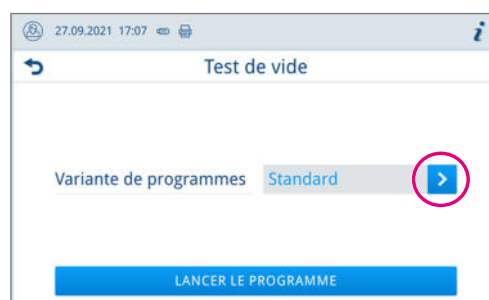 27.09.2021 17:07 i
Test de vide
Variante de programmes Standard >
LANCER LE PROGRAMME